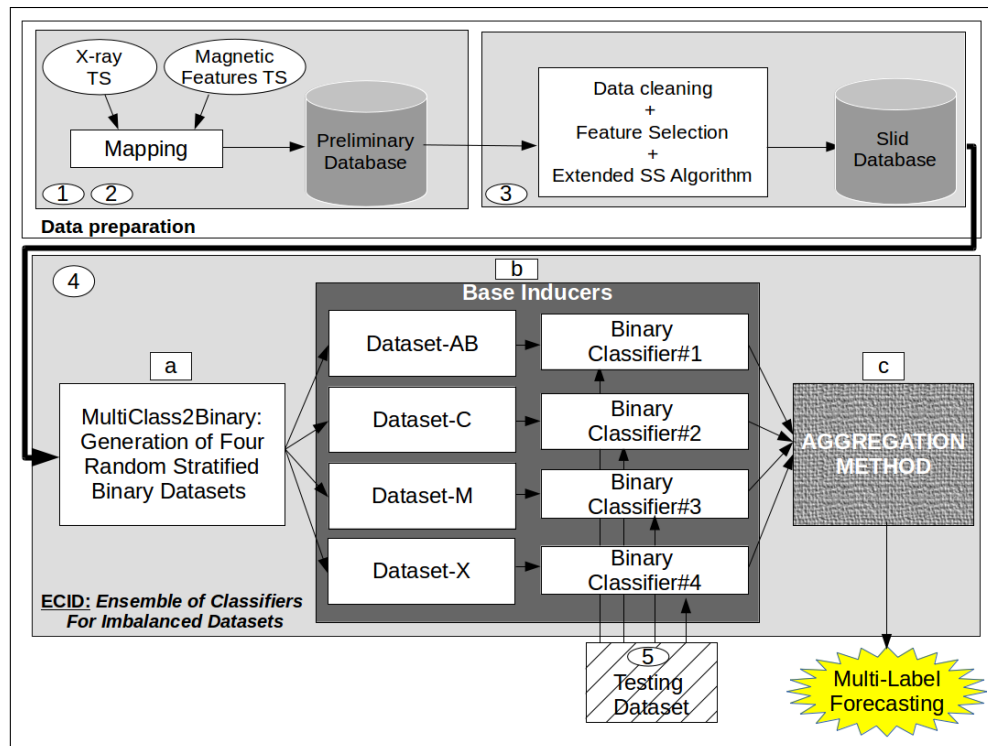 X-ray
TS
Magnetic
Features TS
Mapping
Preliminary
Database
1
2
Data preparation
Data cleaning
+
Feature Selection
+
Extended SS Algorithm
3
Slid
Database
4
a
MultiClass2Binary:
Generation of Four
Random Stratified
Binary Datasets
b
Base Inducers
Dataset-AB
Dataset-C
Dataset-M
Dataset-X
Binary
Classifier#1
Binary
Classifier#2
Binary
Classifier#3
Binary
Classifier#4
c
AGGREGATION
METHOD
ECID: Ensemble of Classifiers
For Imbalanced Datasets
5
Testing
Dataset
Multi-Label
Forecasting